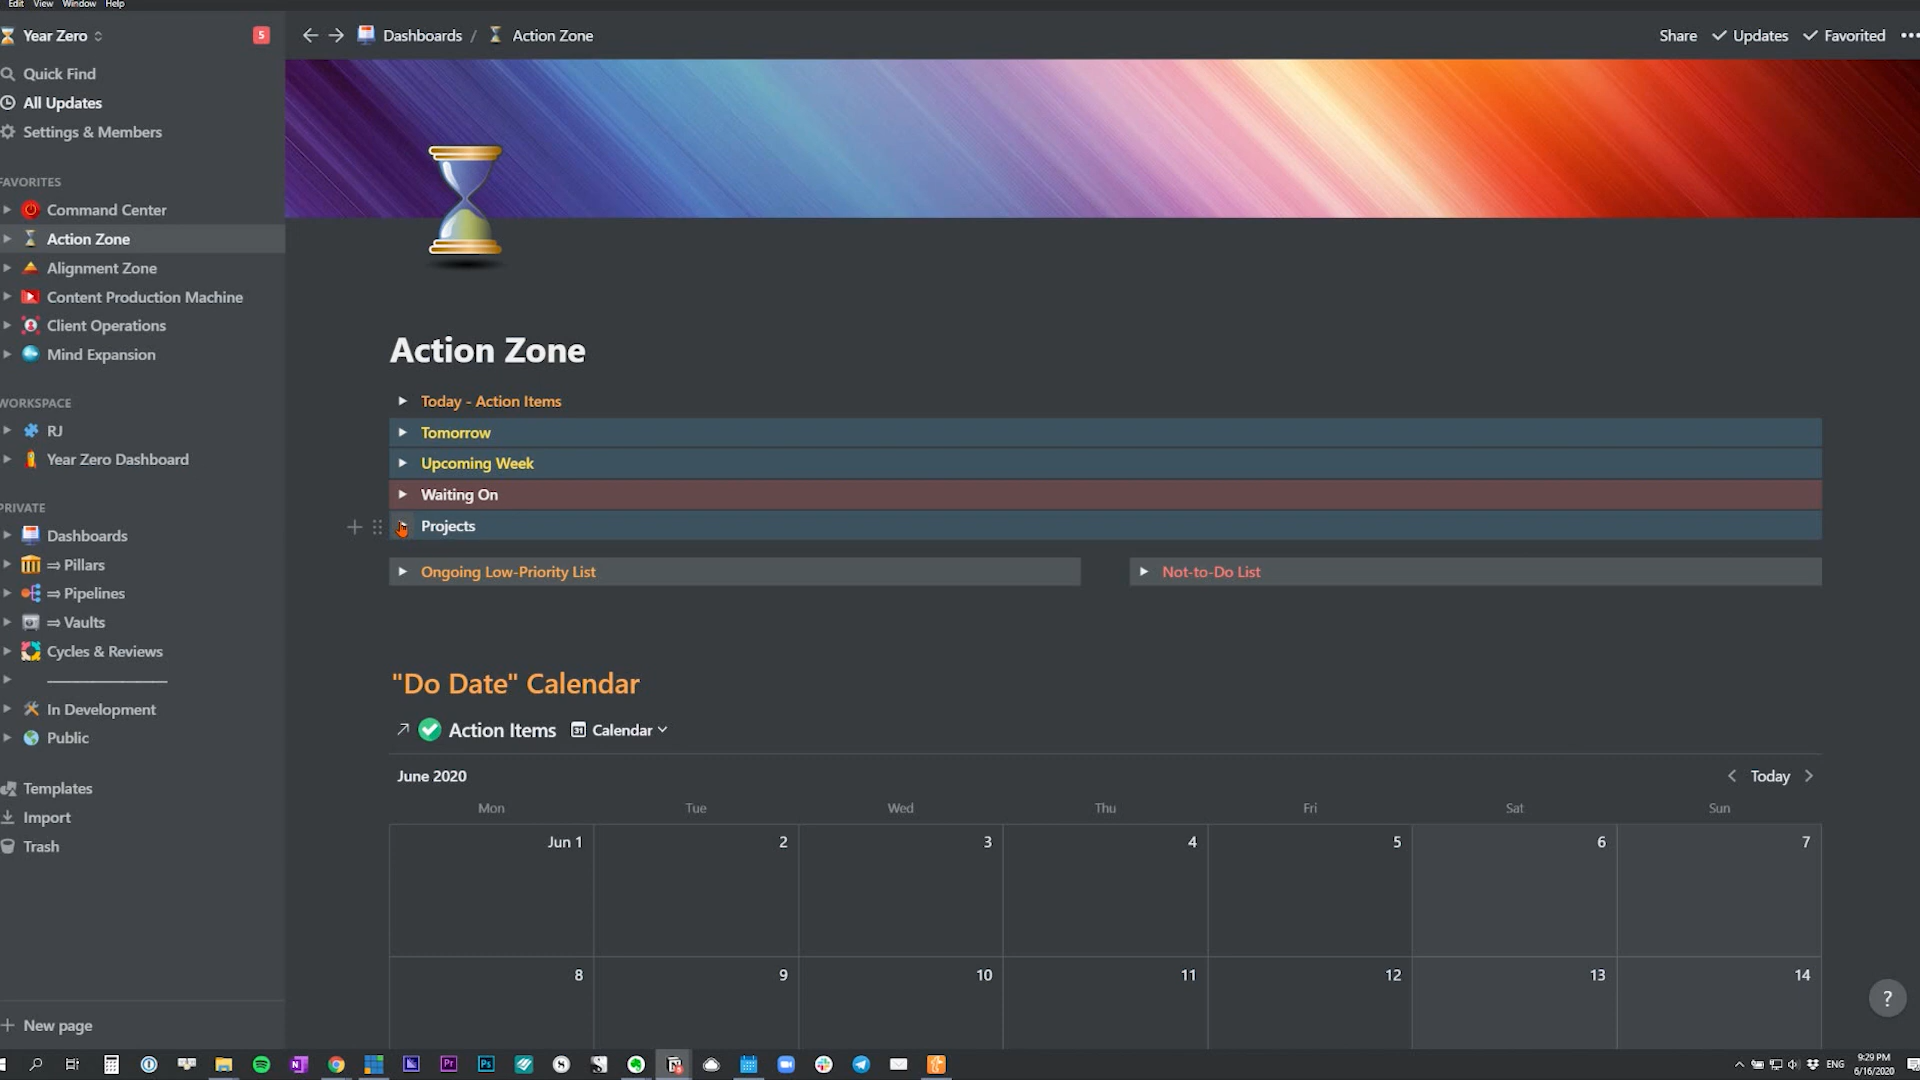 Edit View Window Help
Year Zero
5
Dashboards / Action Zone
Share Updates Favorited
Quick Find
All Updates
Settings & Members
FAVORITES
Command Center
Action Zone
Alignment Zone
Content Production Machine
Client Operations
Mind Expansion
WORKSPACE
RJ
Year Zero Dashboard
PRIVATE
Dashboards
⇒ Pillars
⇒ Pipelines
⇒ Vaults
Cycles & Reviews
In Development
Public
Templates
Import
Trash
New page
Action Zone
Today - Action Items
Tomorrow
Upcoming Week
Waiting On
Projects
Ongoing Low-Priority List
Not-to-Do List
"Do Date" Calendar
Action Items
31 Calendar
June 2020
Today
Mon Tue Wed Thu Fri Sat Sun
Jun 1 2 3 4 5 6 7
8 9 10 11 12 13 14
?
Pr Ps
ENG
9:29 PM
6/16/2020